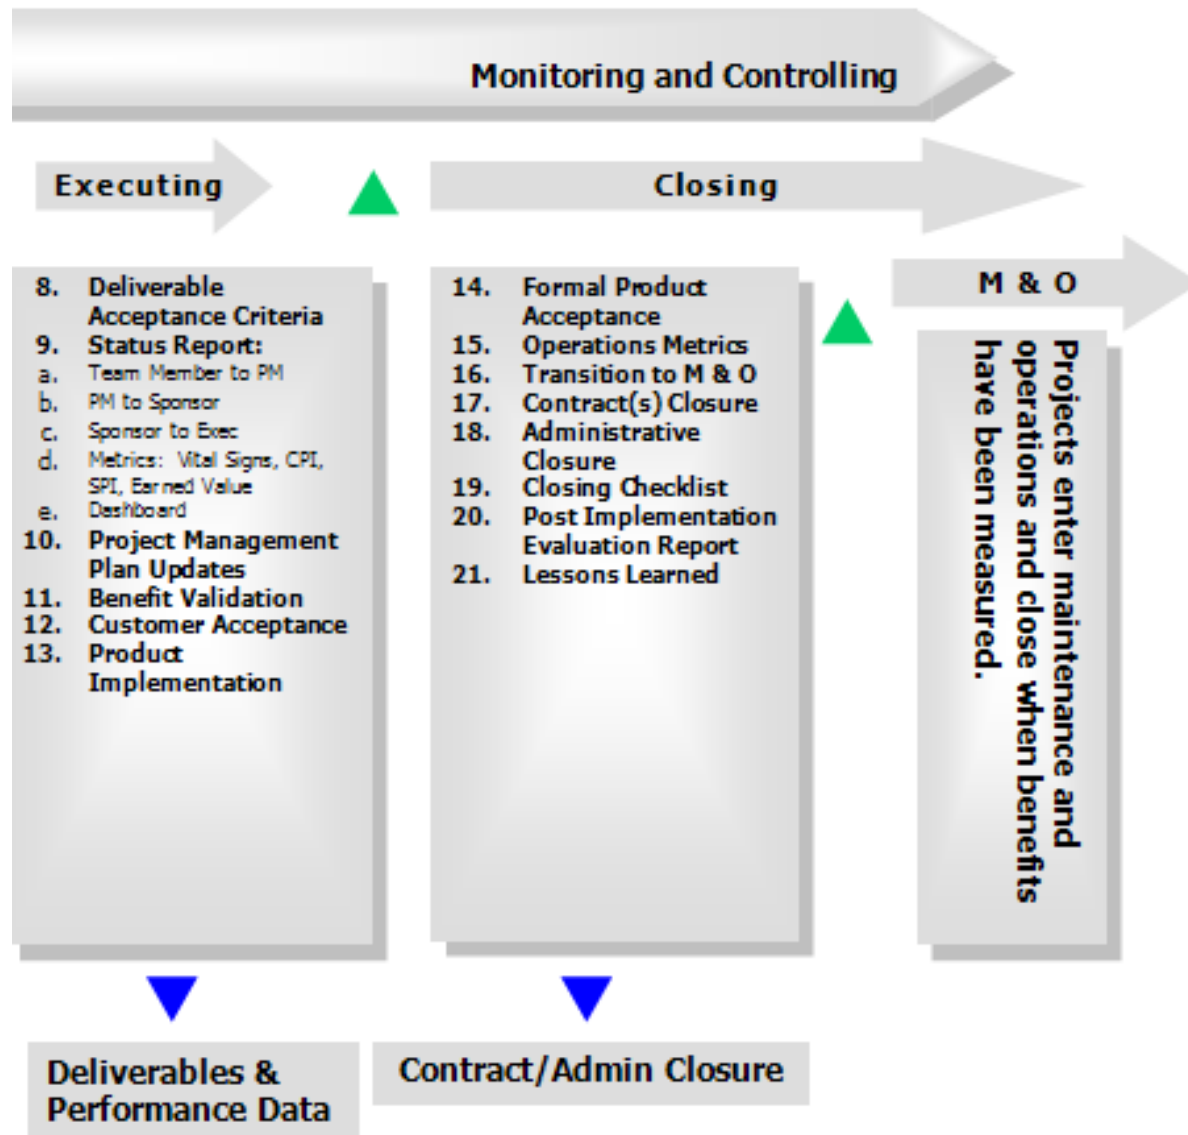 Monitoring and Controlling
Executing
Closing
8. Deliverable
Acceptance Criteria
9. Status Report:
a. Team Member to PM
b. PM to Sponsor
c. Sponsor to Exec
d. Metrics: Vital Signs, CPI,
SPI, Earned Value
e. Dashboard
10. Project Management
Plan Updates
11. Benefit Validation
12. Customer Acceptance
13. Product
Implementation
14. Formal Product
Acceptance
15. Operations Metrics
16. Transition to M & O
17. Contract(s) Closure
18. Administrative
Closure
19. Closing Checklist
20. Post Implementation
Evaluation Report
21. Lessons Learned
M & O
Projects enter maintenance and
operations and close when benefits
have been measured.
Deliverables &
Performance Data
Contract/Admin Closure